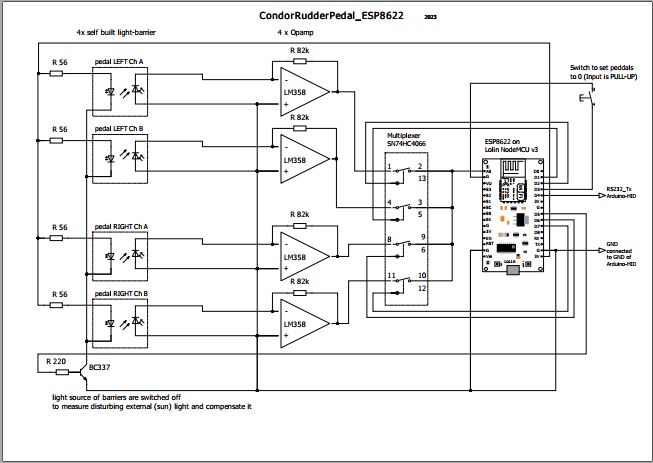 CondorRudderPedal_ESP8622 2023
4x self built light-barrier
4 x Opamp
R 82k
R 56
pedal LEFT Ch A
-
LM358
+
Switch to set peddals
to 0 (Input is PULL-UP)
R 82k
R 56
pedal LEFT Ch B
-
LM358
+
Multiplexer
SN74HC4066
1 2
13
4 3
5
8 9
6
11 10
12
ESP8622 on
Lolin NodeMCU v3
RS232_Tx
Arduino-HID
GND
connected
to GND of
Arduino-HID
R 82k
R 56
pedal RIGHT Ch A
-
LM358
+
R 82k
R 56
pedal RIGHT Ch B
-
LM358
+
R 220
BC337
light source of barriers are switched off
to measure disturbing external (sun) light and compensate it